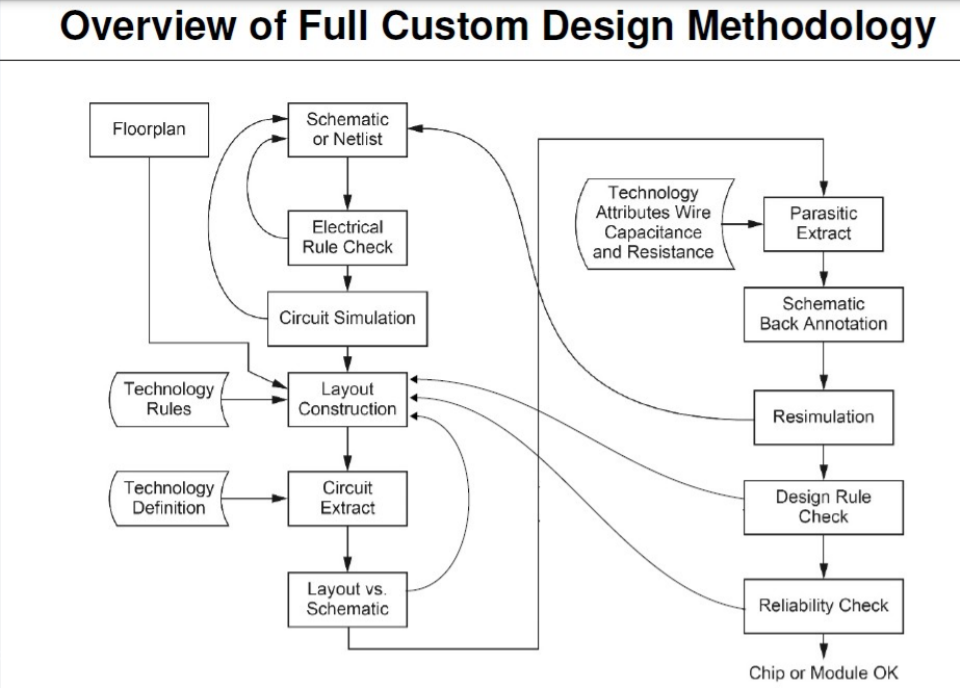 Overview of Full Custom Design Methodology
Floorplan
Schematic
or Netlist
Electrical
Rule Check
Circuit Simulation
Technology
Rules
Layout
Construction
Technology
Definition
Circuit
Extract
Layout vs.
Schematic
Technology
Attributes Wire
Capacitance
and Resistance
Parasitic
Extract
Schematic
Back Annotation
Resimulation
Design Rule
Check
Reliability Check
Chip or Module OK